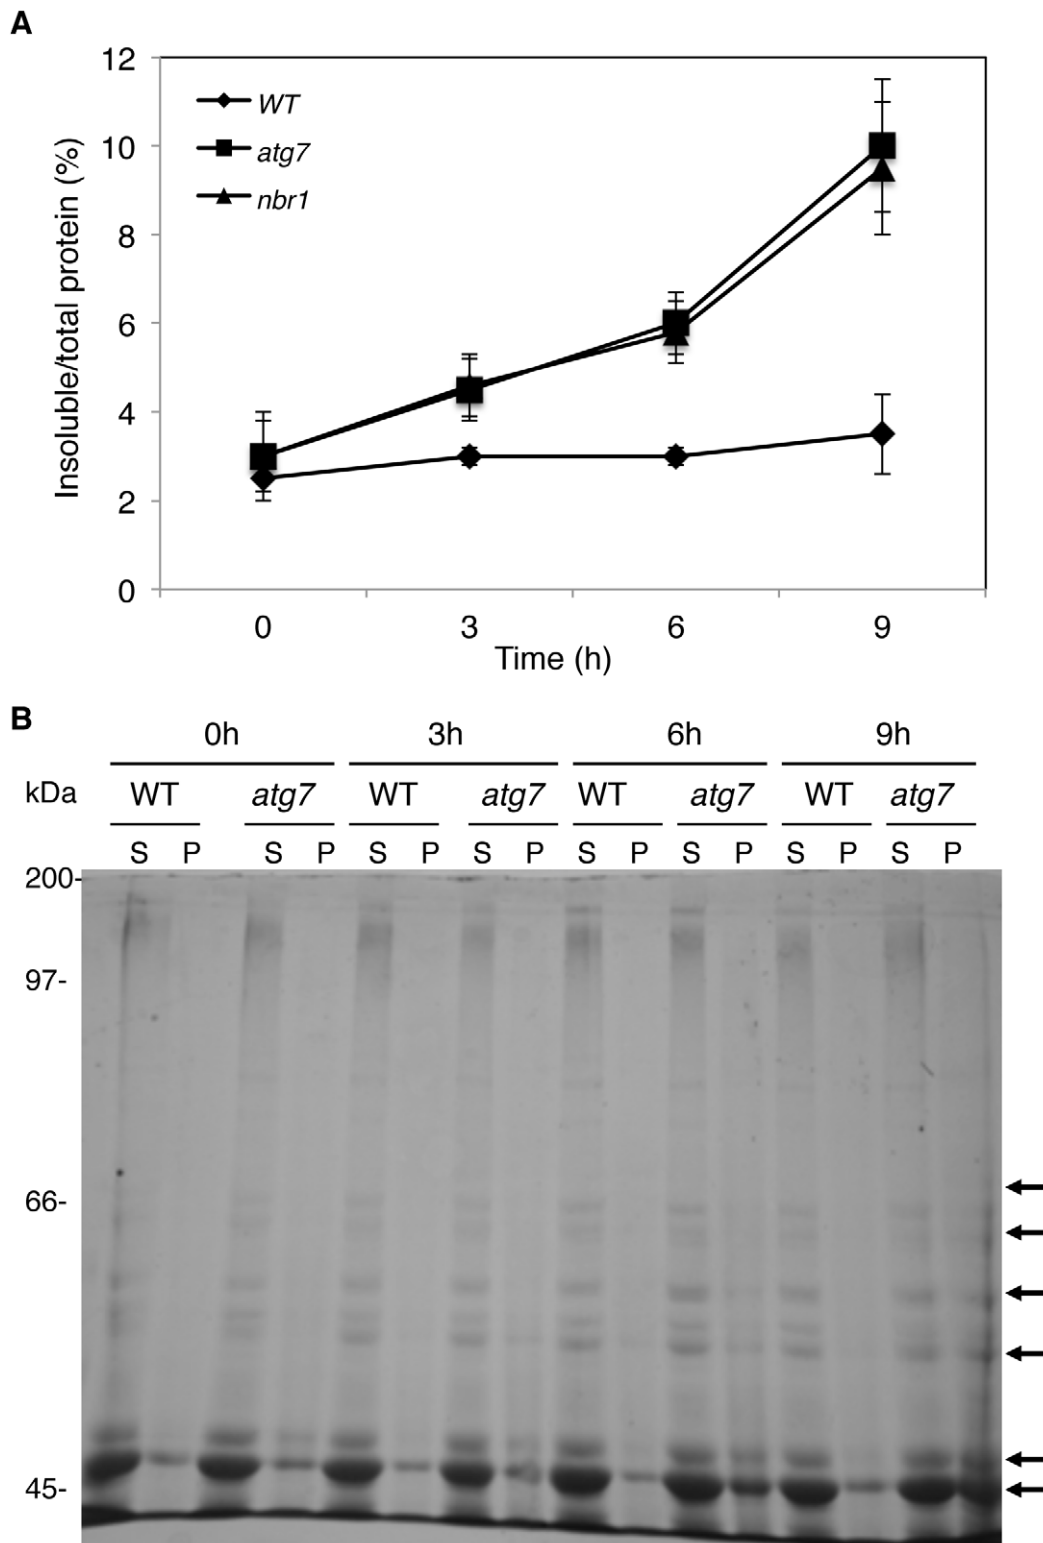 A
Insoluble/total protein (%)
12
10
8
6
4
2
0
WT
atg7
nbr1
0 3 6 9
Time (h)
B
0h 3h 6h 9h
kDa WT atg7 WT atg7 WT atg7 WT atg7
S P S P S P S P S P S P S P S P
200-
97-
66-
45-